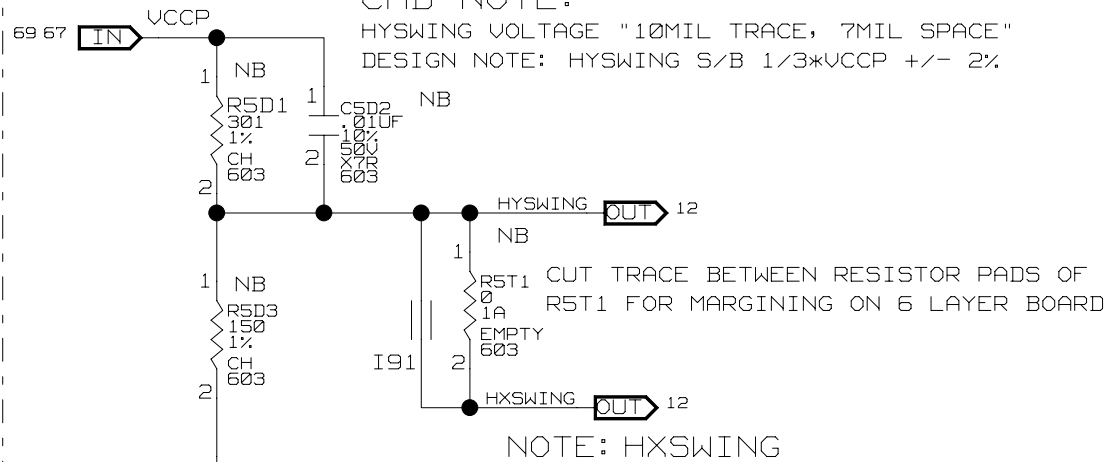 CMD NOTE:
69 67 IN VCCP
HYSWING VOLTAGE "10MIL TRACE, 7MIL SPACE"
DESIGN NOTE: HYSWING S/B 1/3*VCCP +/- 2%
1 NB
R5D1
301
1%
CH
603
2
1 NB
C5D2
.01UF
10%
50V
X7R
603
2
HYSWING OUT 12
NB
1
R5T1
0
1A
EMPTY
603
2
CUT TRACE BETWEEN RESISTOR PADS OF
R5T1 FOR MARGINING ON 6 LAYER BOARD
1 NB
R5D3
150
1%
CH
603
2
I91
HXSWING OUT 12
NOTE: HXSWING